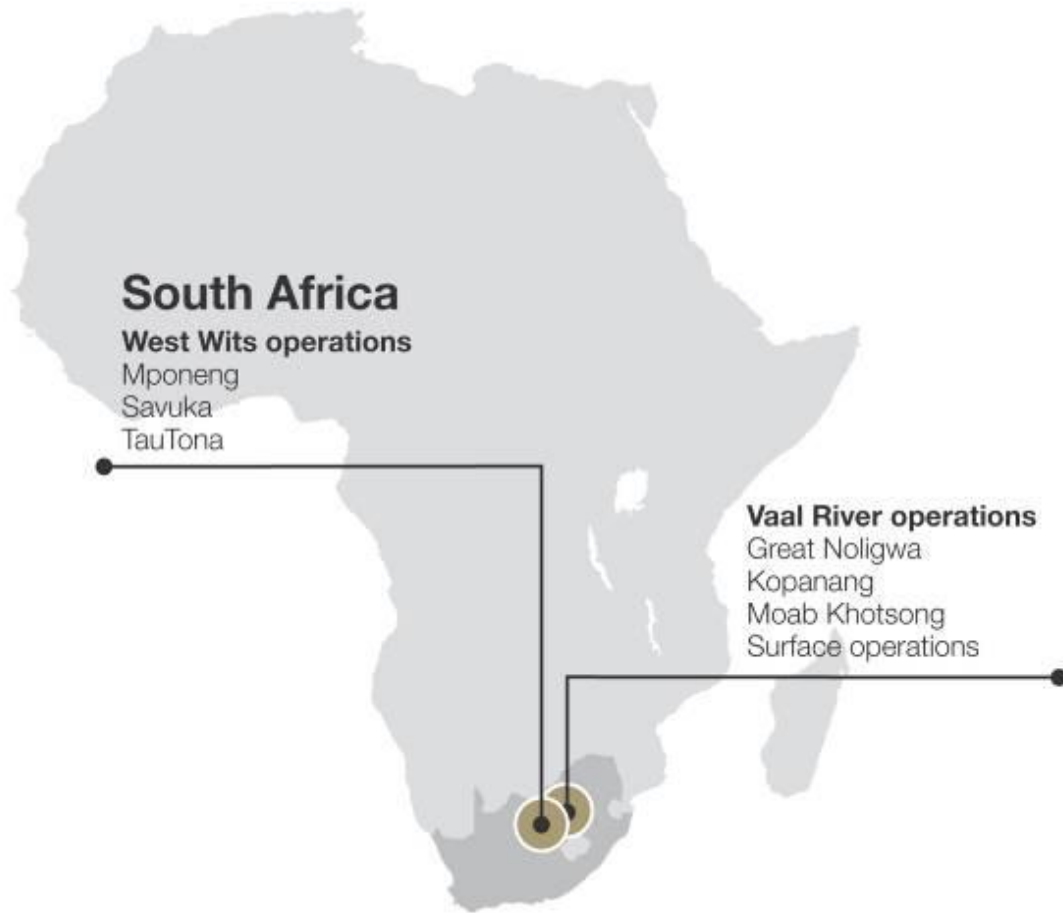 South Africa
West Wits operations
Mponeng
Savuka
TauTona
Vaal River operations
Great Noligwa
Kopanang
Moab Khotsong
Surface operations